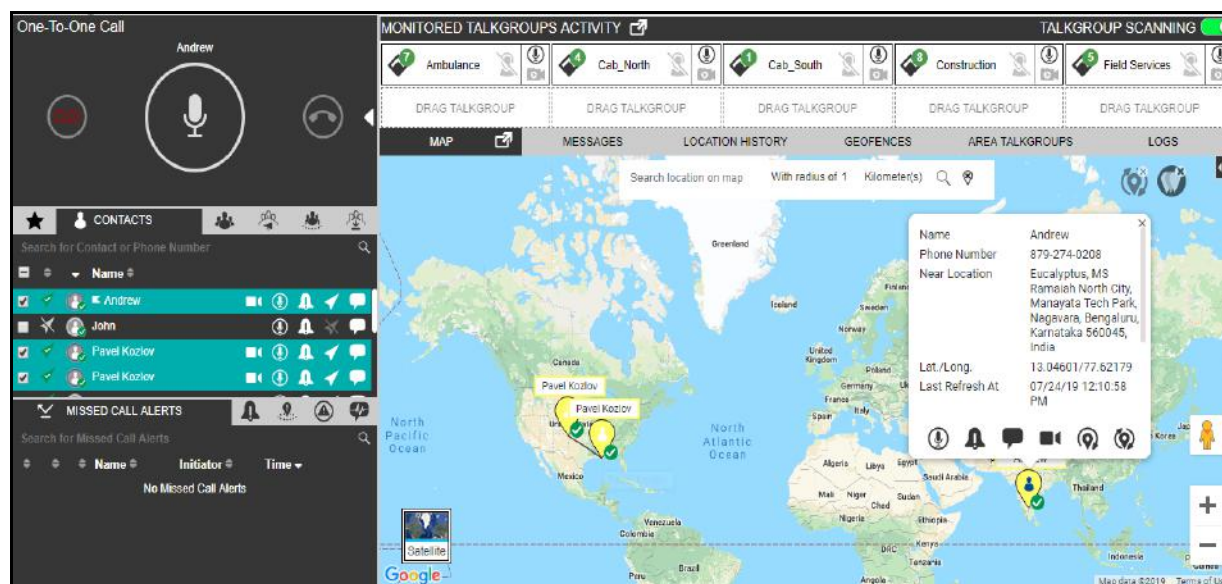 One-To-One Call
Andrew
MONITORED TALKGROUPS ACTIVITY
TALKGROUP SCANNING
7 Ambulance
4 Cab_North
1 Cab_South
8 Construction
5 Field Services
DRAG TALKGROUP DRAG TALKGROUP DRAG TALKGROUP DRAG TALKGROUP DRAG TALKGROUP
MAP MESSAGES LOCATION HISTORY GEOFENCES AREA TALKGROUPS LOGS
Search location on map With radius of 1 Kilometer(s)
CONTACTS
Search for Contact or Phone Number
Name
Andrew
John
Pavel Kozlov
Pavel Kozlov
MISSED CALL ALERTS
Search for Missed Call Alerts
Name Initiator Time
No Missed Call Alerts
Name Andrew
Phone Number 879-274-0208
Near Location Eucalyptus, MS
Ramaiah North City,
Manayata Tech Park,
Nagavara, Bengaluru,
Karnataka 560045,
India
Lat./Long. 13.04601/77.62179
Last Refresh At 07/24/19 12:10:58
PM
Greenland
Iceland
Sweden
Norway
United
Kingdom
Poland
Germany
France
Spain
Italy
Canada
Pavel Kozlov
Pavel Kozlov
North
Pacific
Ocean
North
Atlantic
Ocean
Mexico
Algeria
Libya
Egypt
Saudi Arabia
Thailand
Mali
Niger
Chad
Sudan
Nigeria
Ethiopia
Venezuela
Colombia
DRC
Kenya
Tanzania
Indonesia
Peru
Brazil
Angola
Satellite
Google
Map data ©2019 Terms of